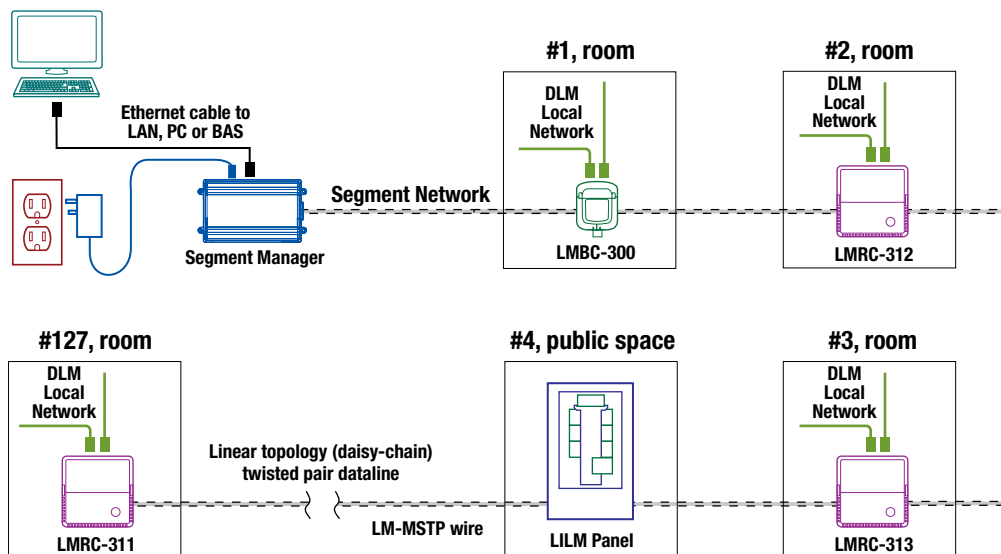 Ethernet cable to
LAN, PC or BAS
Segment Manager
Segment Network
#1, room
DLM
Local
Network
LMBC-300
#2, room
DLM
Local
Network
LMRC-312
#127, room
DLM
Local
Network
LMRC-311
Linear topology (daisy-chain)
twisted pair dataline
LM-MSTP wire
#4, public space
LILM Panel
#3, room
DLM
Local
Network
LMRC-313